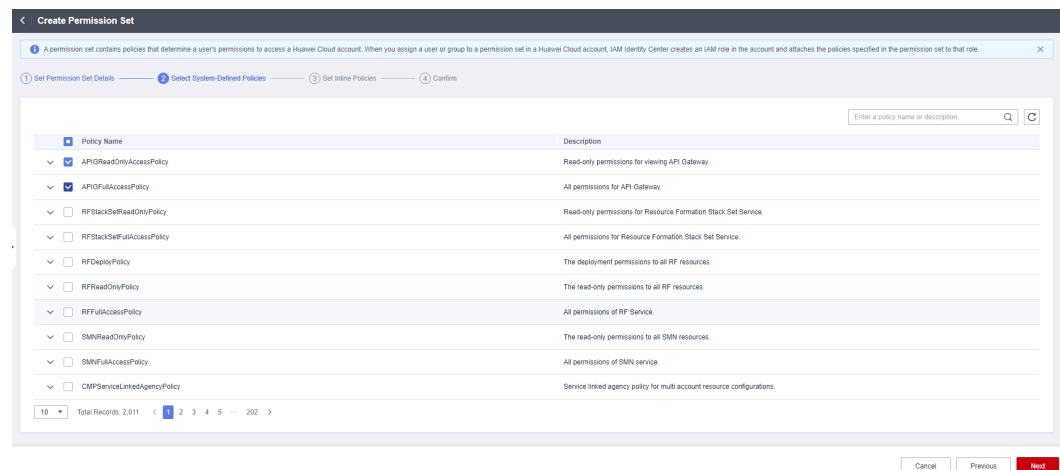 Create Permission Set
A permission set contains policies that determine a user's permissions to access a Huawei Cloud account. When you assign a user or group to a permission set in a Huawei Cloud account, IAM Identity Center creates an IAM role in the account and attaches the policies specified in the permission set to that role.
1 Set Permission Set Details 2 Select System-Defined Policies 3 Set Inline Policies 4 Confirm
Enter a policy name or description.
Policy Name Description
APIGReadOnlyAccessPolicy Read-only permissions for viewing API Gateway.
APIGFullAccessPolicy All permissions for API Gateway.
RFStackSetReadOnlyPolicy Read-only permissions for Resource Formation Stack Set Service.
RFStackSetFullAccessPolicy All permissions for Resource Formation Stack Set Service.
RFDeployPolicy The deployment permissions to all RF resources.
RFReadOnlyPolicy The read-only permissions to all RF resources.
RFFullAccessPolicy All permissions of RF Service.
SMNReadOnlyPolicy The read-only permissions to all SMN resources.
SMNFullAccessPolicy All permissions of SMN service.
CMPServiceLinkedAgencyPolicy Service linked agency policy for multi account resource configurations.
10 Total Records: 2,011 < 1 2 3 4 5 ··· 202 >
Cancel Previous Next